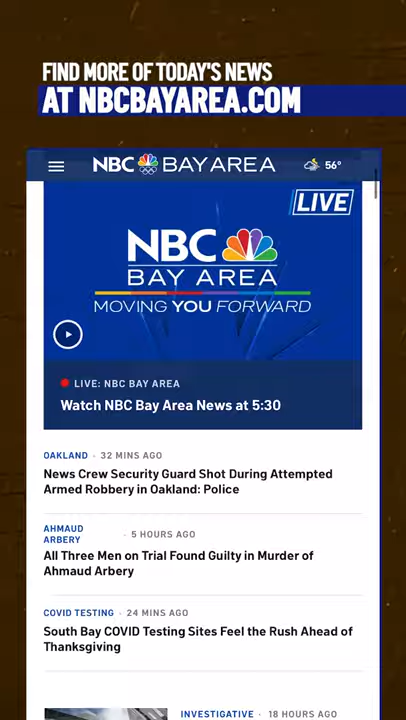 FIND MORE OF TODAY'S NEWS
AT NBCBAYAREA.COM
NBC BAY AREA 56°
LIVE
NBC
BAY AREA
MOVING YOU FORWARD
LIVE: NBC BAY AREA
Watch NBC Bay Area News at 5:30
OAKLAND · 32 MINS AGO
News Crew Security Guard Shot During Attempted
Armed Robbery in Oakland: Police
AHMAUD
ARBERY · 5 HOURS AGO
All Three Men on Trial Found Guilty in Murder of
Ahmaud Arbery
COVID TESTING · 24 MINS AGO
South Bay COVID Testing Sites Feel the Rush Ahead of
Thanksgiving
INVESTIGATIVE · 18 HOURS AGO